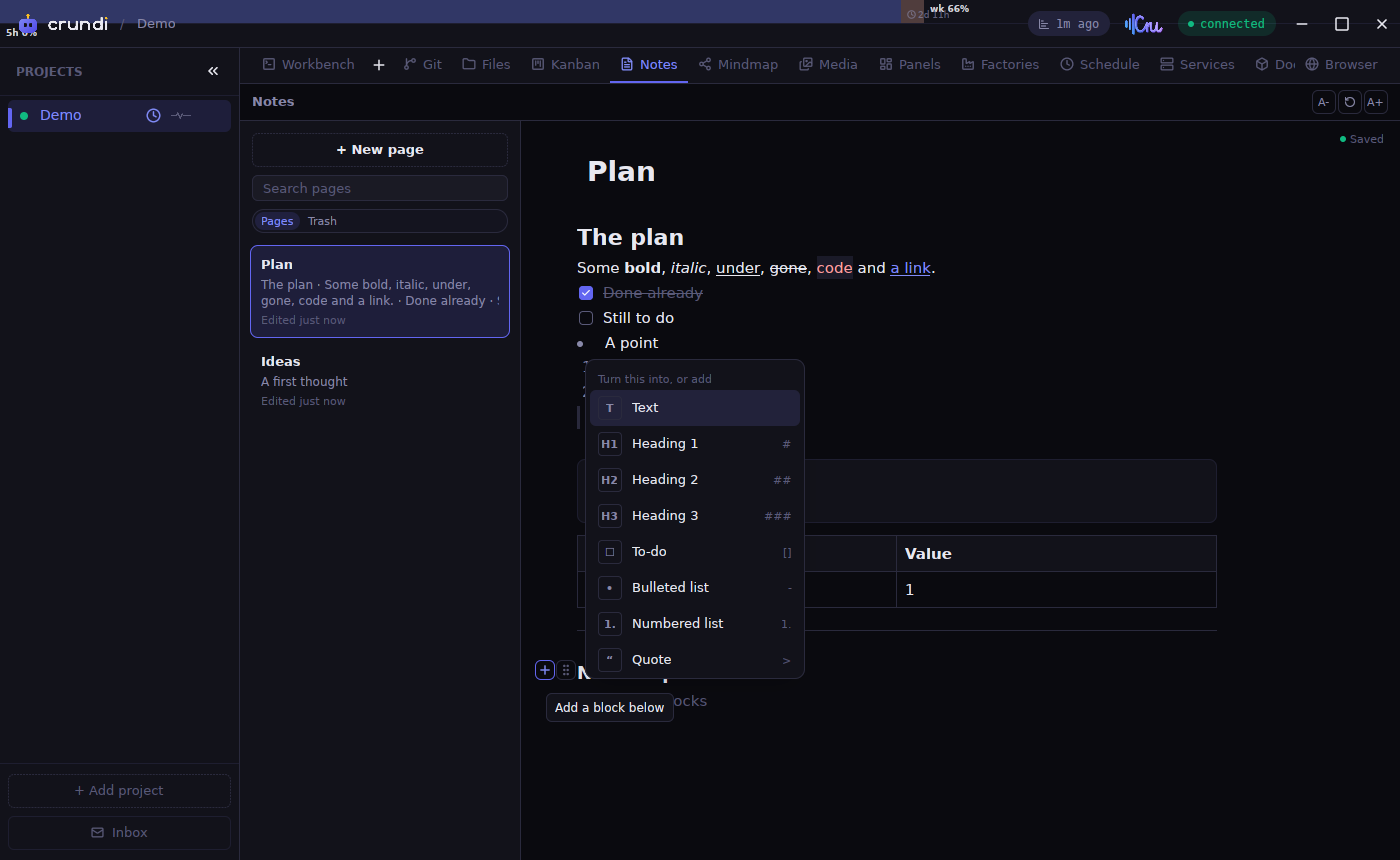 5h 0%
crundi / Demo
2d 11h
wk 66%
1m ago
Cru
connected
PROJECTS
Demo
+ Add project
Inbox
Workbench
+
Git
Files
Kanban
Notes
Mindmap
Media
Panels
Factories
Schedule
Services
Browser
Notes
A-
A+
+ New page
Search pages
Pages
Trash
Plan
The plan · Some bold, italic, under,
gone, code and a link. · Done already ·
Edited just now
Ideas
A first thought
Edited just now
Saved
Plan
The plan
Some bold, italic, under, gone, code and a link.
Done already
Still to do
A point
Turn this into, or add
T Text
H1 Heading 1 #
H2 Heading 2 ##
H3 Heading 3 ###
To-do []
• Bulleted list -
1. Numbered list 1.
“ Quote >
Value
1
Add a block below